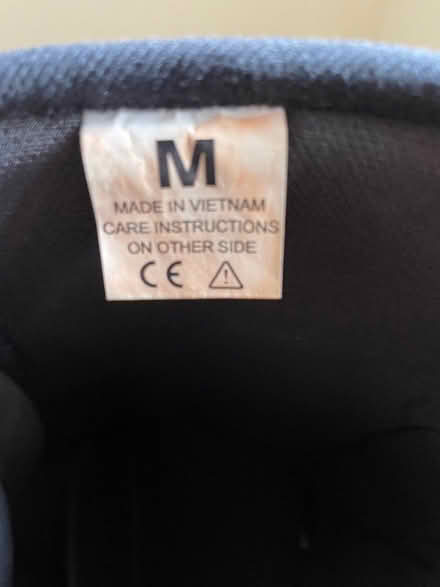 M
MADE IN VIETNAM
CARE INSTRUCTIONS
ON OTHER SIDE
CE